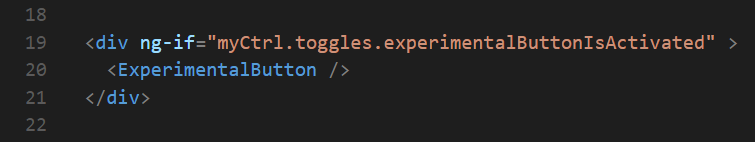 18
19 <div ng-if="myCtrl.toggles.experimentalButtonIsActivated" >
20 <ExperimentalButton />
21 </div>
22